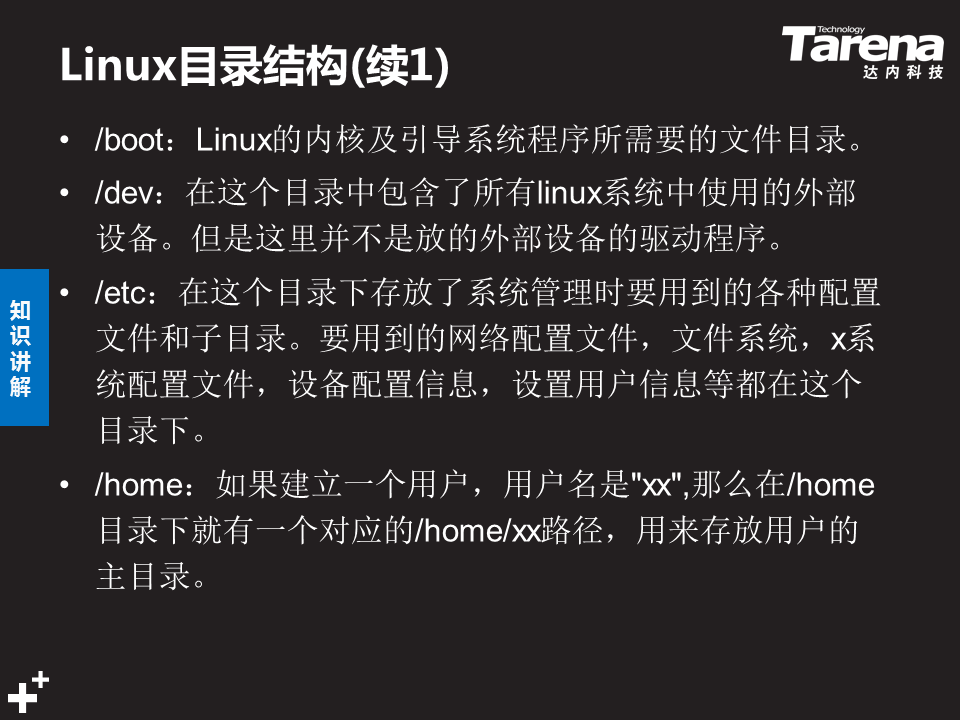 Linux目录结构(续1)
Technology
Tarena
达内科技
• /boot：Linux的内核及引导系统程序所需要的文件目录。
• /dev：在这个目录中包含了所有linux系统中使用的外部
设备。但是这里并不是放的外部设备的驱动程序。
• /etc：在这个目录下存放了系统管理时要用到的各种配置
文件和子目录。要用到的网络配置文件，文件系统，x系
统配置文件，设备配置信息，设置用户信息等都在这个
目录下。
• /home：如果建立一个用户，用户名是"xx",那么在/home
目录下就有一个对应的/home/xx路径，用来存放用户的
主目录。
知
识
讲
解